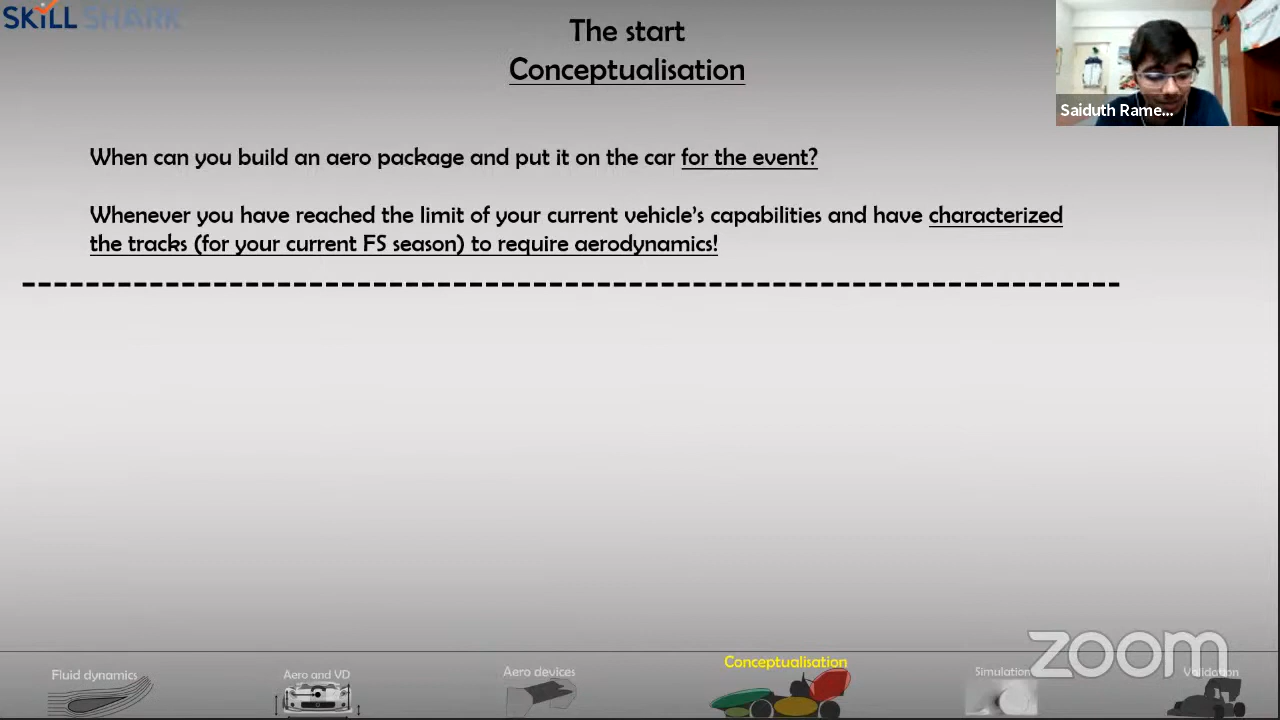 SKiLL SHARK
The start
Conceptualisation
Saiduth Rame...
When can you build an aero package and put it on the car for the event?
Whenever you have reached the limit of your current vehicle's capabilities and have characterized
the tracks (for your current FS season) to require aerodynamics!
Fluid dynamics
Aero and VD
Aero devices
Conceptualisation
Simulation
Validation
zoom